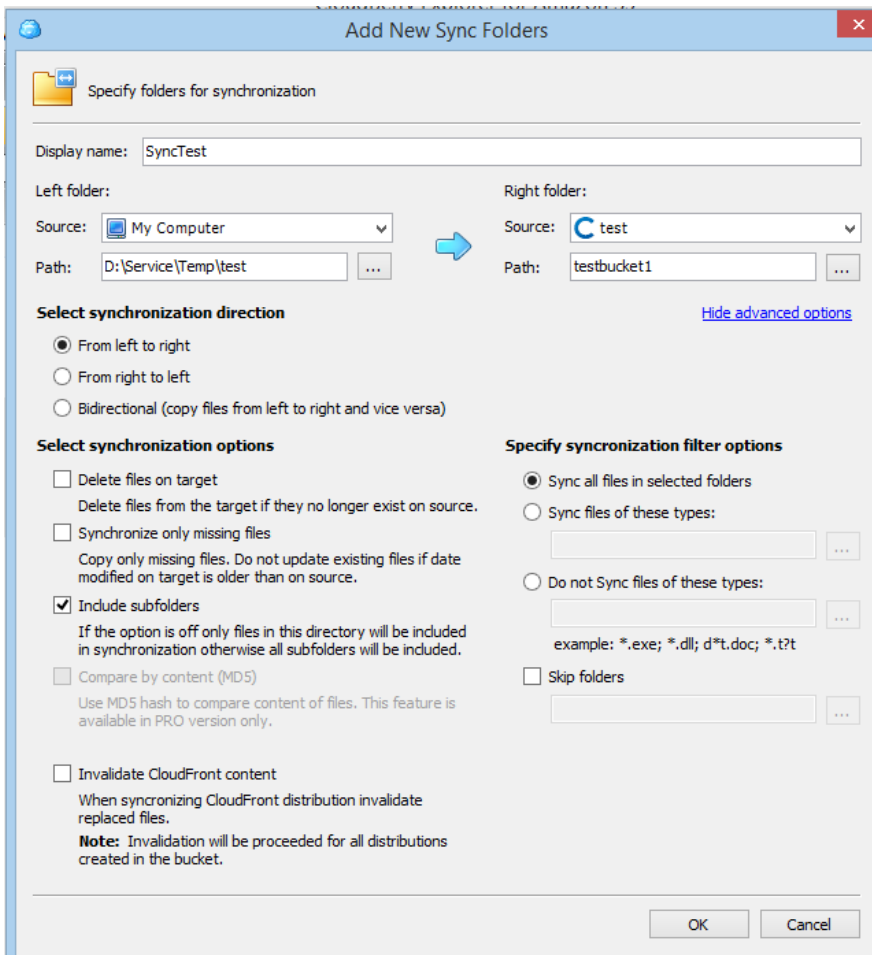 Add New Sync Folders
Specify folders for synchronization
Display name: SyncTest
Left folder: Right folder:
Source: My Computer Source: test
Path: D:\Service\Temp\test ... Path: testbucket1 ...
Select synchronization direction Hide advanced options
From left to right
From right to left
Bidirectional (copy files from left to right and vice versa)
Select synchronization options
Delete files on target
Delete files from the target if they no longer exist on source.
Synchronize only missing files
Copy only missing files. Do not update existing files if date
modified on target is older than on source.
Include subfolders
If the option is off only files in this directory will be included
in synchronization otherwise all subfolders will be included.
Compare by content (MD5)
Use MD5 hash to compare content of files. This feature is
available in PRO version only.
Invalidate CloudFront content
When syncronizing CloudFront distribution invalidate
replaced files.
Note: Invalidation will be proceeded for all distributions
created in the bucket.
Specify syncronization filter options
Sync all files in selected folders
Sync files of these types:
...
Do not Sync files of these types:
...
example: *.exe; *.dll; d*t.doc; *.t?t
Skip folders
...
OK Cancel